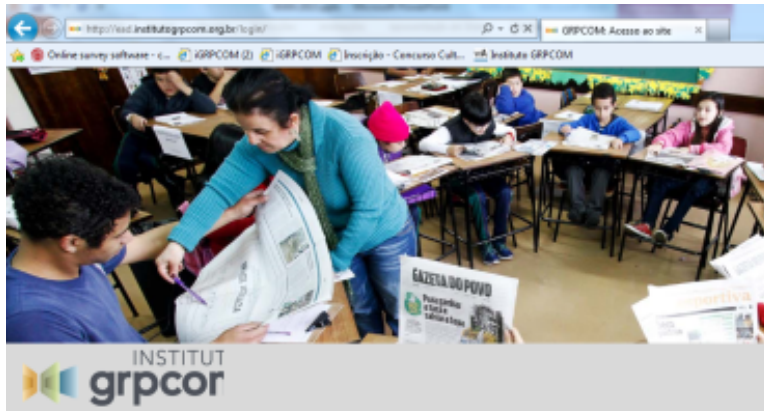 http://ead.institutogrpcom.org.br/login/
GRPCOM: Acesso ao site
Online survey software - c...
iGRPCOM (2)
iGRPCOM
Inscrição - Concurso Cult...
Instituto GRPCOM
GAZETA DO POVO
INSTITUT
grpcor